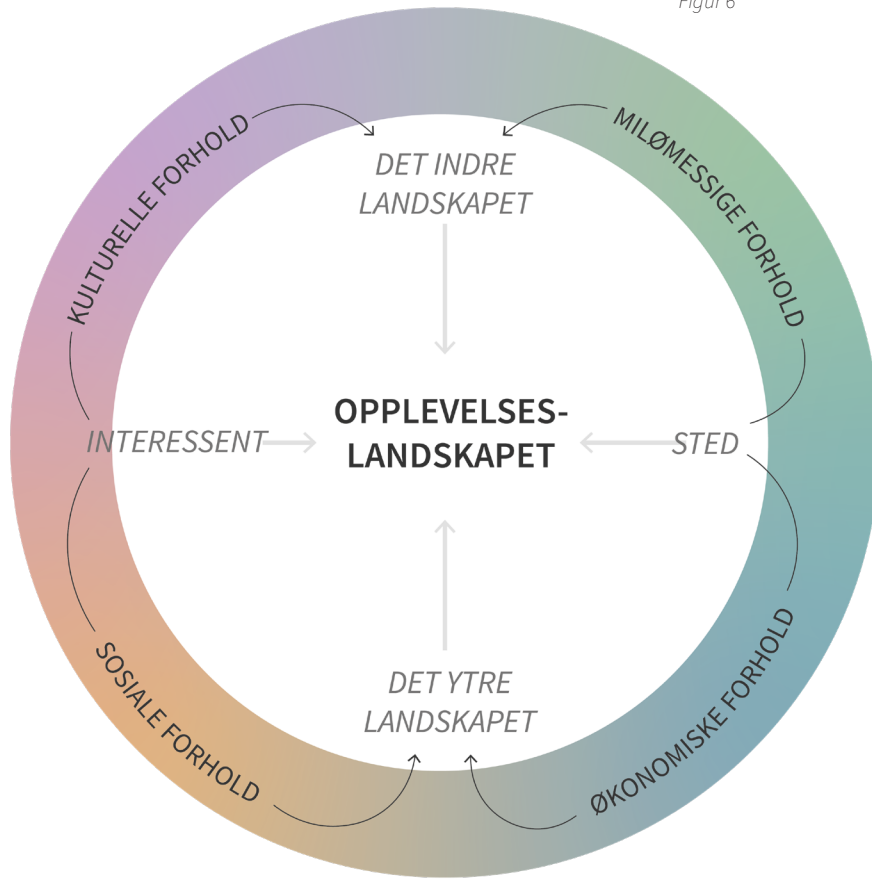 Figur 6
KULTURELLE FORHOLD
MILØMESSIGE FORHOLD
DET INDRE
LANDSKAPET
INTERESSENT
OPPLEVELSES-
LANDSKAPET
STED
SOSIALE FORHOLD
DET YTRE
LANDSKAPET
ØKONOMISKE FORHOLD